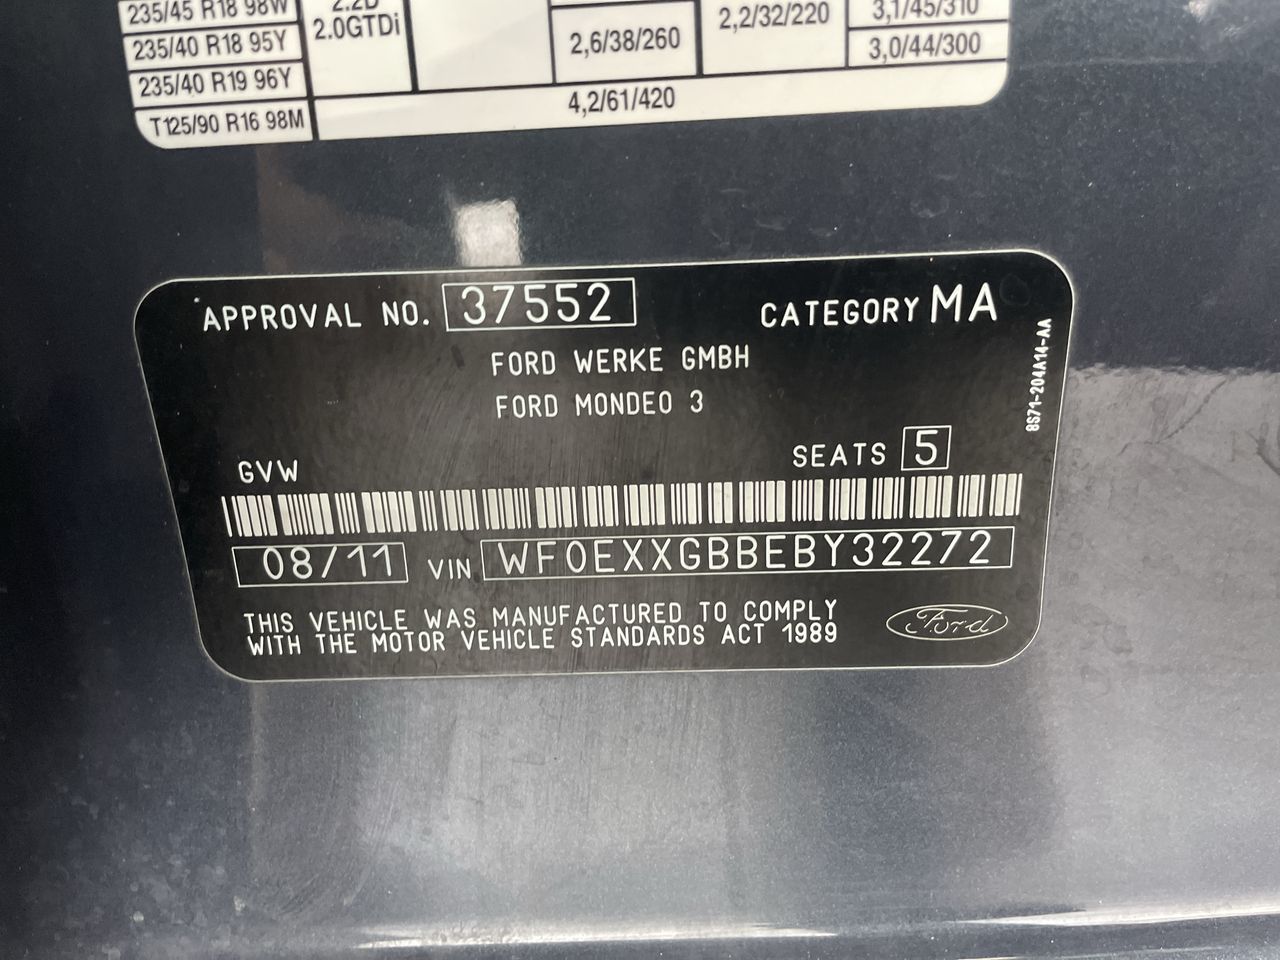 235/45 R18 98W 2.2D 3,1/45/310
235/40 R18 95Y 2.0GTDi 2,6/38/260 2,2/32/220 3,0/44/300
235/40 R19 96Y
T125/90 R16 98M 4,2/61/420
APPROVAL NO. 37552 CATEGORY MA
FORD WERKE GMBH
FORD MONDEO 3
8S71-204A14-AA
GVW SEATS 5
08/11 VIN WF0EXXGBBEBY32272
THIS VEHICLE WAS MANUFACTURED TO COMPLY
WITH THE MOTOR VEHICLE STANDARDS ACT 1989
Ford